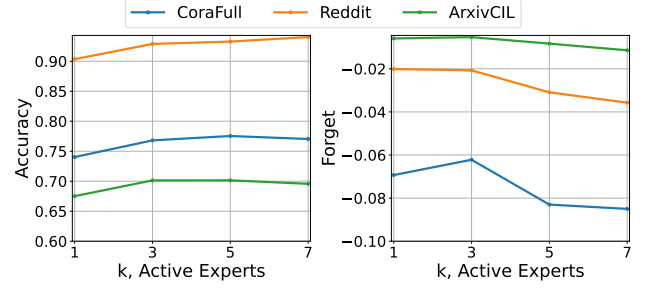 CoraFull Reddit ArxivCIL
Accuracy
0.90
0.85
0.80
0.75
0.70
0.65
0.60
1 3 5 7
k, Active Experts
Forget
−0.02
−0.04
−0.06
−0.08
−0.10
1 3 5 7
k, Active Experts